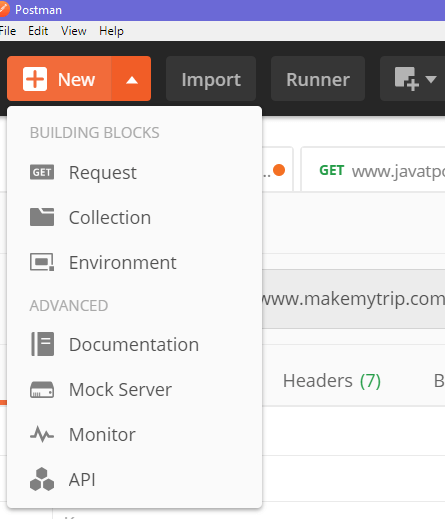 Postman
File Edit View Help
New Import Runner
BUILDING BLOCKS
GET Request
Collection
Environment
ADVANCED
Documentation
Mock Server
Monitor
API
.. GET www.javatpo
www.makemytrip.com
Headers (7) B